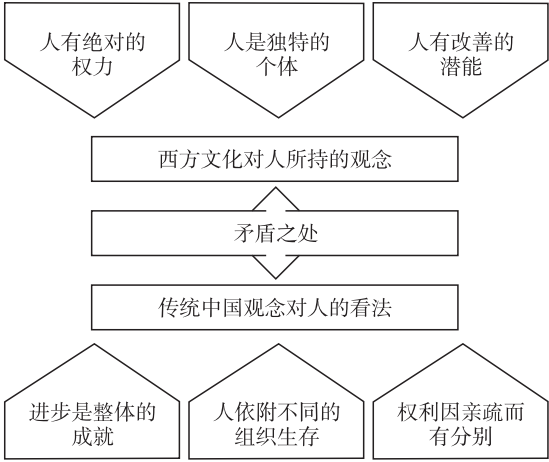 人有绝对的
权力
人是独特的
个体
人有改善的
潜能
西方文化对人所持的观念
矛盾之处
传统中国观念对人的看法
进步是整体的
成就
人依附不同的
组织生存
权利因亲疏而
有分别